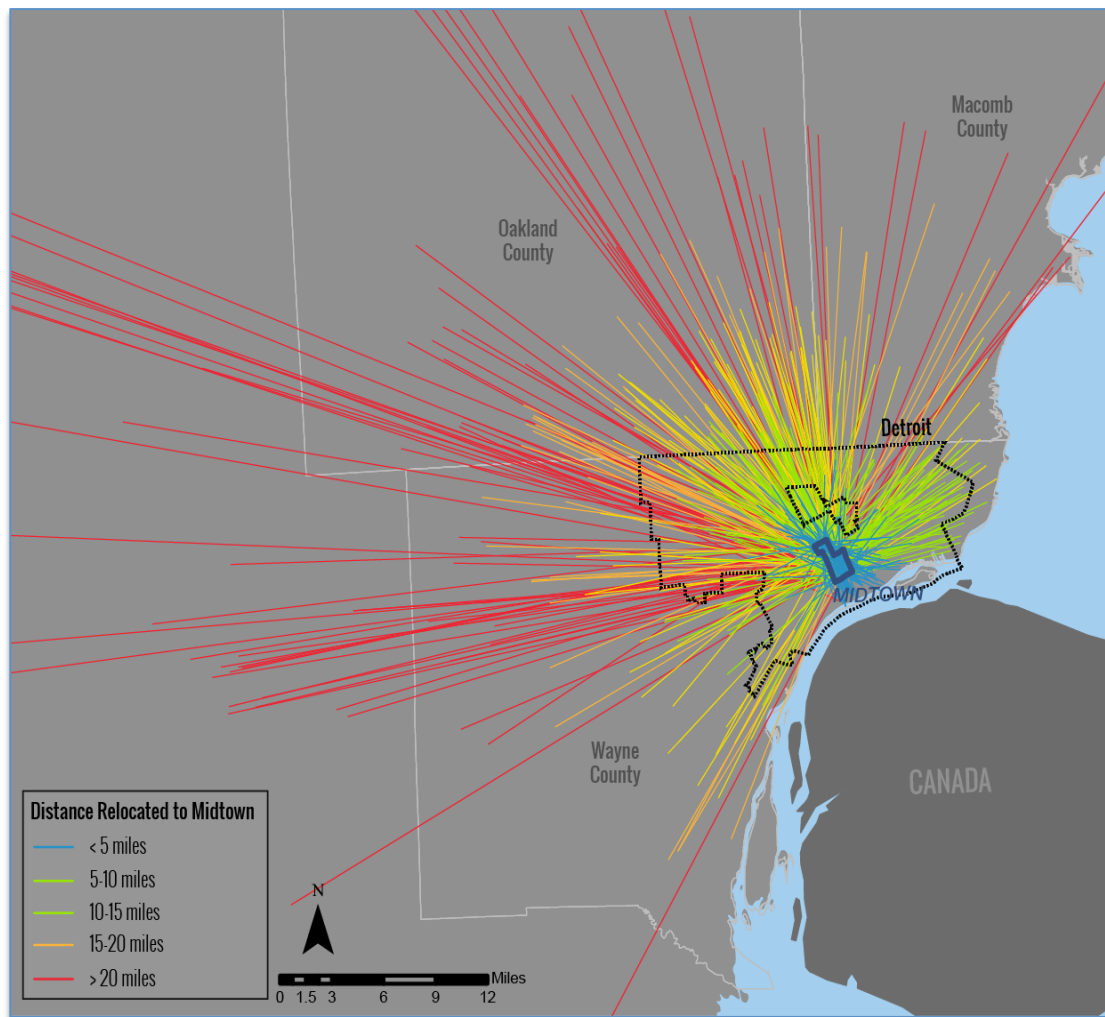 Macomb
County
Oakland
County
Detroit
MIDTOWN
Wayne
County
CANADA
Distance Relocated to Midtown
< 5 miles
5-10 miles
10-15 miles
15-20 miles
> 20 miles
N
Miles
0 1.5 3 6 9 12